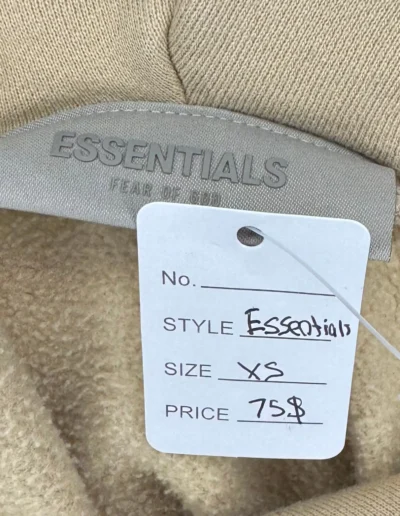 ESSENTIALS
FEAR OF GOD
No.
STYLE Essentials
SIZE XS
PRICE 75$